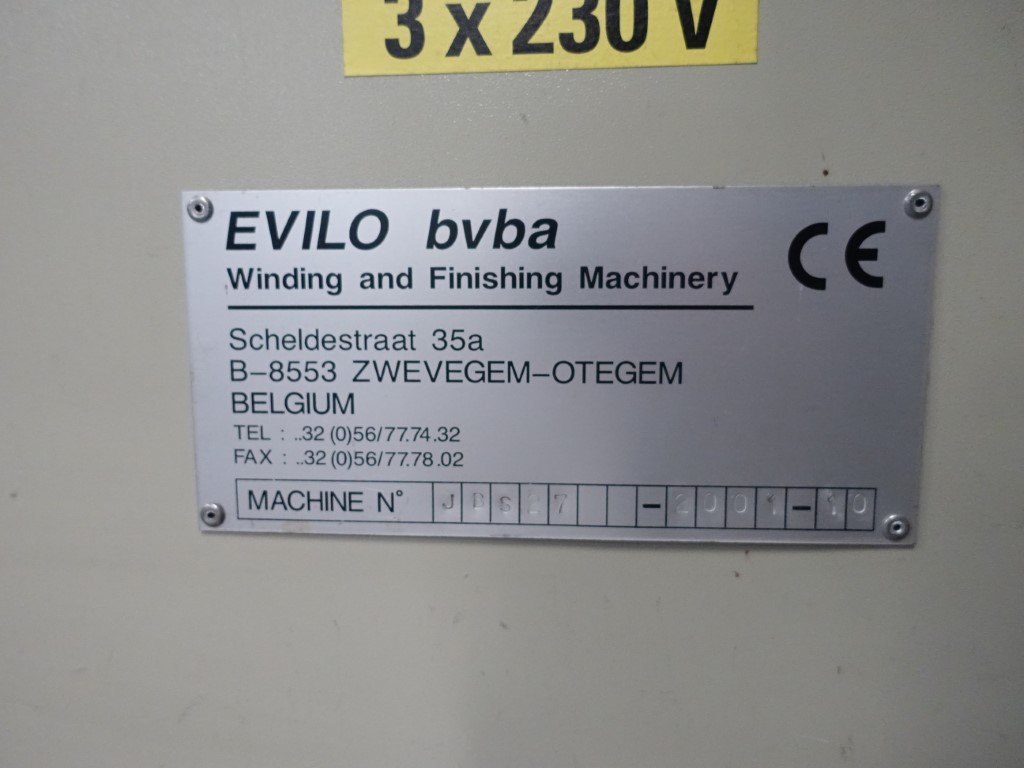 3 x 230 V
EVILO bvba
CE
Winding and Finishing Machinery
Scheldestraat 35a
B-8553 ZWEVEGEM-OTEGEM
BELGIUM
TEL : ..32 (0)56/77.74.32
FAX : ..32 (0)56/77.78.02
MACHINE N° JDS27 -2001-10